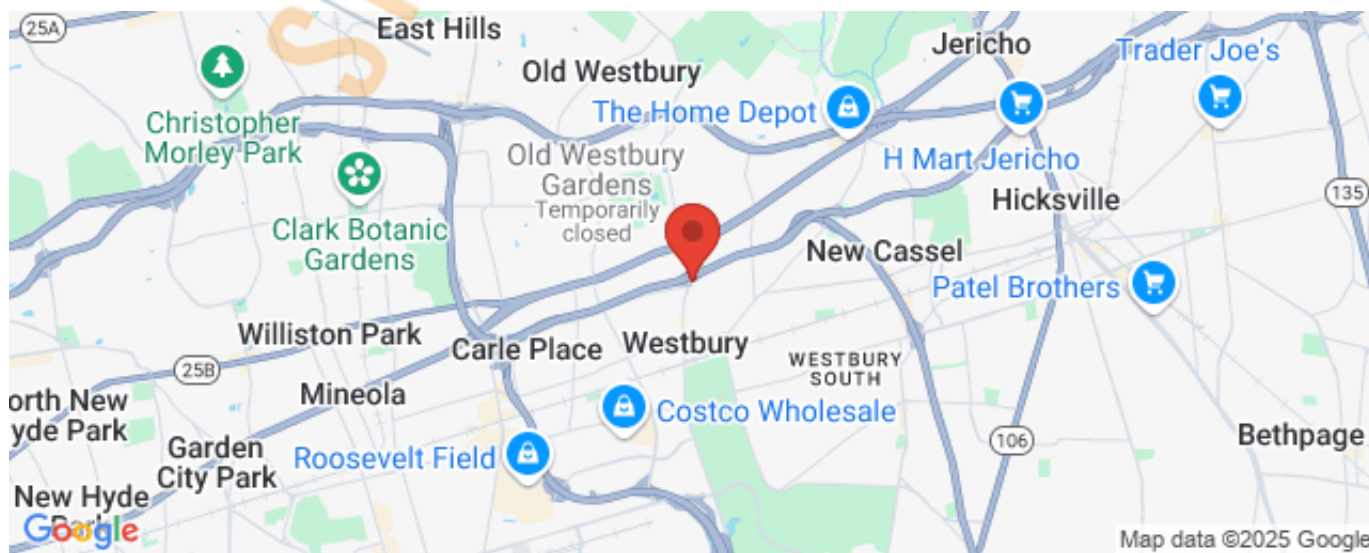 25A
East Hills
Jericho
Trader Joe's
Old Westbury
The Home Depot
Christopher
Morley Park
H Mart Jericho
Old Westbury
Gardens
Temporarily
closed
Hicksville
135
Clark Botanic
Gardens
New Cassel
Patel Brothers
Williston Park
Carle Place
Westbury
WESTBURY
SOUTH
25B
Mineola
orth New
yde Park
Costco Wholesale
106
Bethpage
Garden
City Park
Roosevelt Field
New Hyde
Google
Map data ©2025 Google